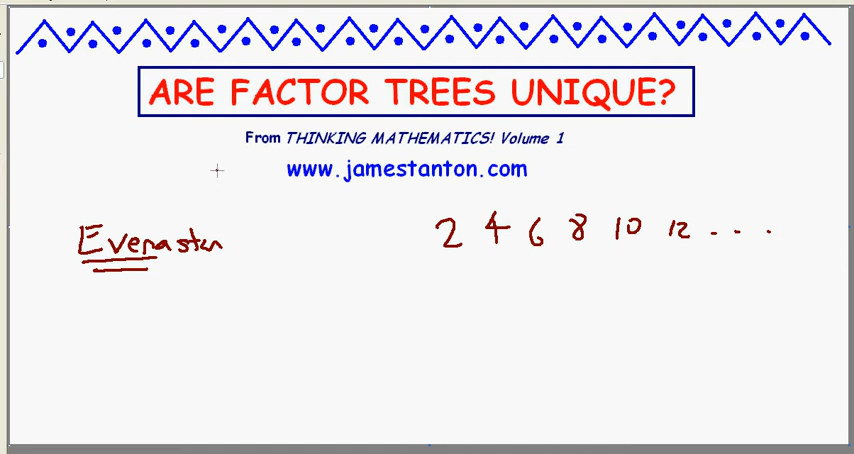 ARE FACTOR TREES UNIQUE?
From THINKING MATHEMATICS! Volume 1
www.jamestanton.com
Evenastan 2 4 6 8 10 12 . . .